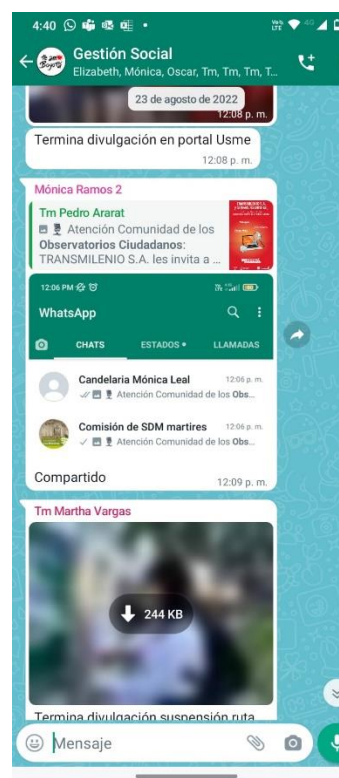 4:40
Gestión Social
Elizabeth, Mónica, Oscar, Tm, Tm, Tm, T...
23 de agosto de 2022
12:08 p. m.
Termina divulgación en portal Usme
12:08 p. m.
Mónica Ramos 2
Tm Pedro Ararat
Atención Comunidad de los
Observatorios Ciudadanos:
TRANSMILENIO S.A. les invita a ...
12:06 PM
WhatsApp
CHATS
ESTADOS
LLAMADAS
Candelaria Mónica Leal
12:06 p. m.
Atención Comunidad de los Obs...
Comisión de SDM martires
12:06 p. m.
Atención Comunidad de los Obs...
Compartido
12:09 p. m.
Tm Martha Vargas
244 KB
Termina divulgación suspensión ruta
Mensaje